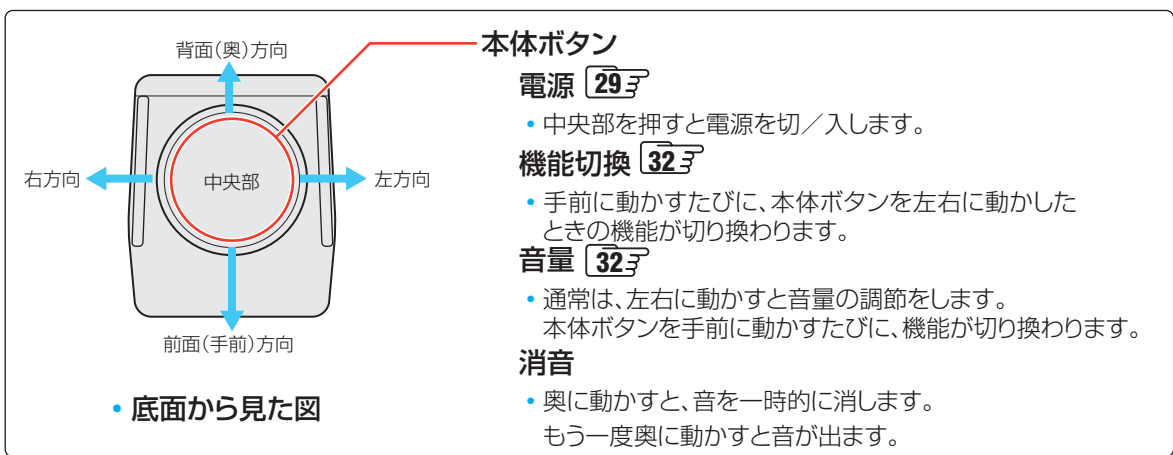 背面(奥)方向
右方向
中央部
左方向
前面(手前)方向
• 底面から見た図
本体ボタン
電源 29
• 中央部を押すと電源を切／入します。
機能切換 32
• 手前に動かすたびに、本体ボタンを左右に動かした
ときの機能が切り換わります。
音量 32
• 通常は、左右に動かすと音量の調節をします。
本体ボタンを手前に動かすたびに、機能が切り換わります。
消音
• 奥に動かすと、音を一時的に消します。
もう一度奥に動かすと音が出ます。